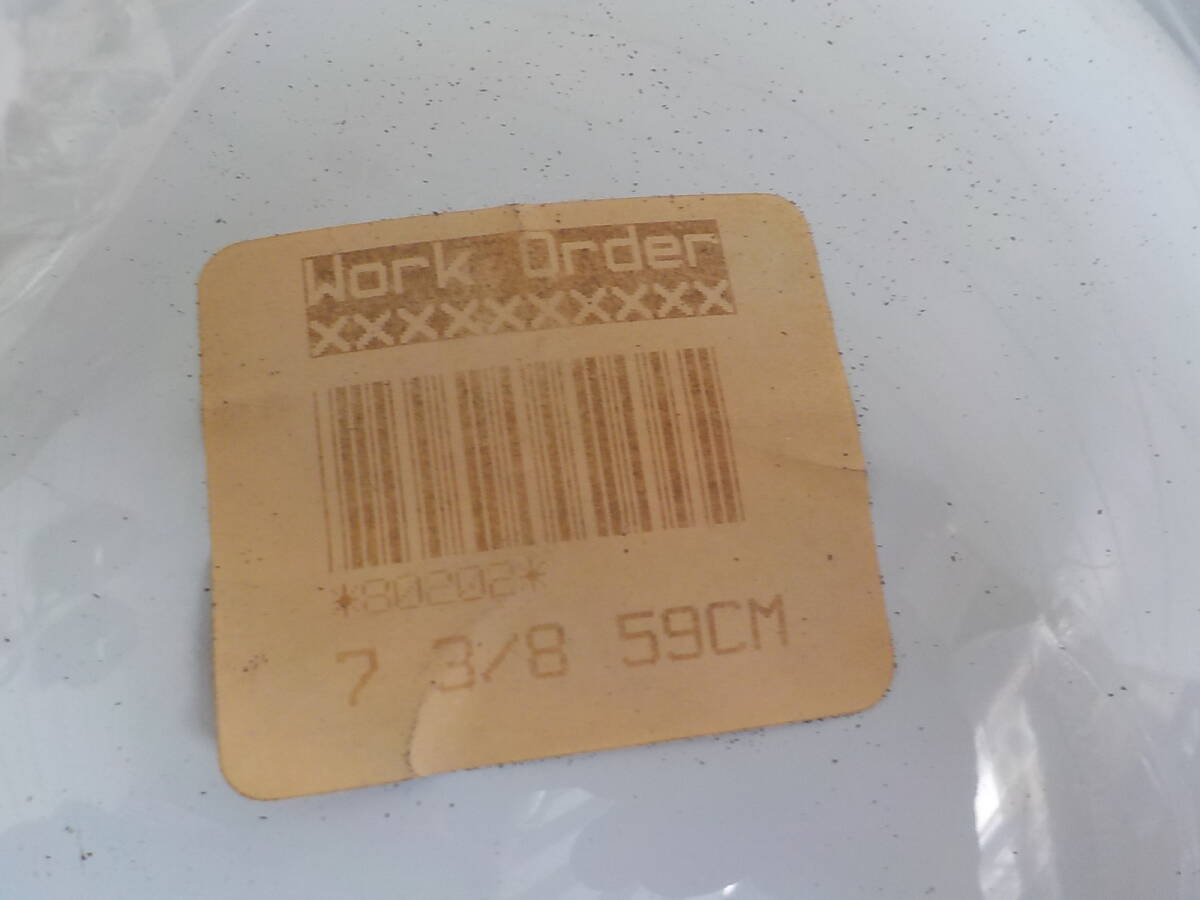 Work Order
XXXXXXXXXX
*80202*
7 3/8 59CM